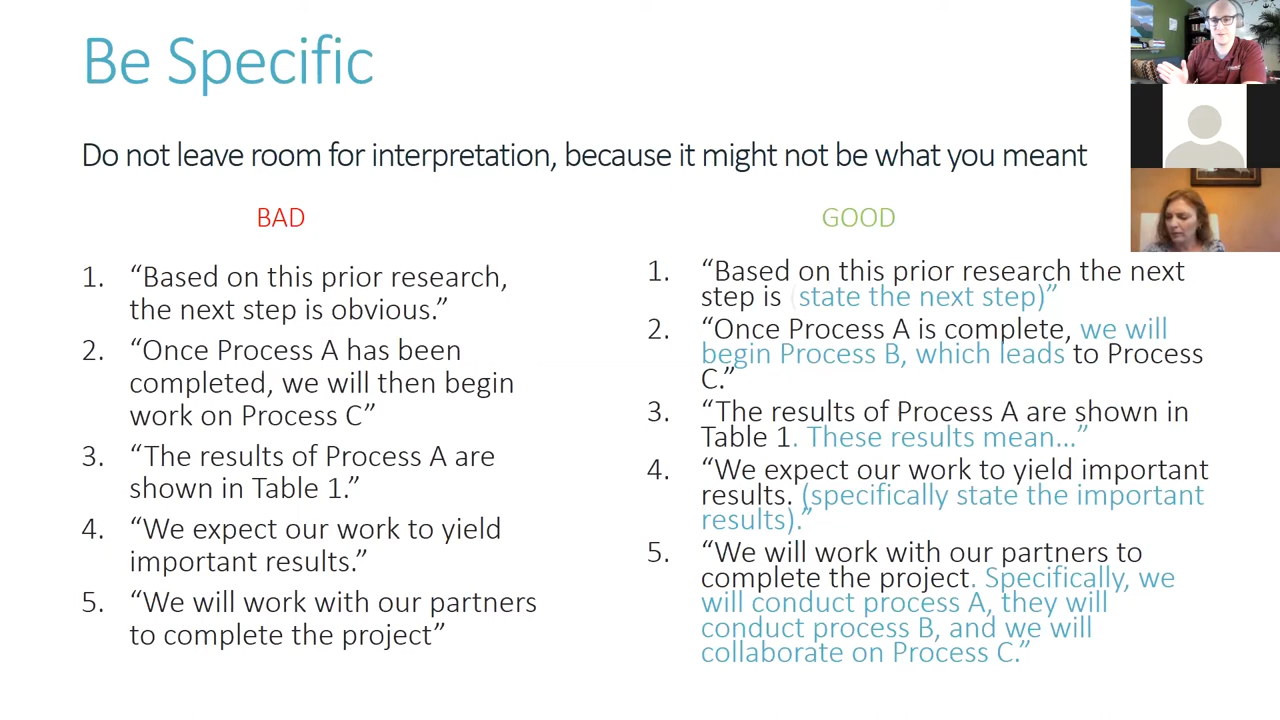 Be Specific
Do not leave room for interpretation, because it might not be what you meant
BAD
1. “Based on this prior research,
the next step is obvious.”
2. “Once Process A has been
completed, we will then begin
work on Process C”
3. “The results of Process A are
shown in Table 1.”
4. “We expect our work to yield
important results.”
5. “We will work with our partners
to complete the project”
GOOD
1. “Based on this prior research the next
step is (state the next step)”
2. “Once Process A is complete, we will
begin Process B, which leads to Process
C.”
3. “The results of Process A are shown in
Table 1. These results mean...”
4. “We expect our work to yield important
results. (specifically state the important
results).”
5. “We will work with our partners to
complete the project. Specifically, we
will conduct process A, they will
conduct process B, and we will
collaborate on Process C.”